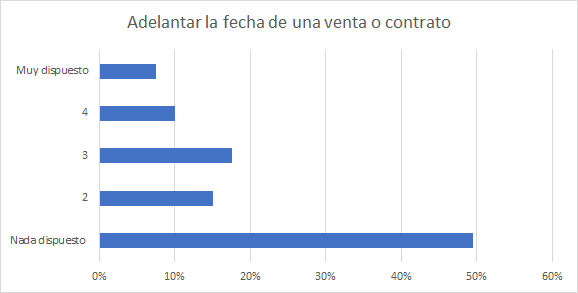 Adelantar la fecha de una venta o contrato
Muy dispuesto
4
3
2
Nada dispuesto
0% 10% 20% 30% 40% 50% 60%